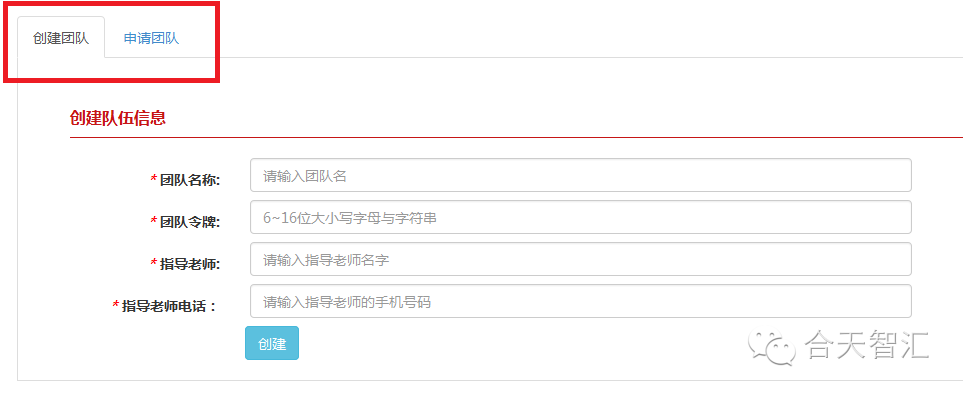 创建团队 申请团队
创建队伍信息
*团队名称: 请输入团队名
*团队令牌: 6~16位大小写字母与字符串
*指导老师: 请输入指导老师名字
*指导老师电话： 请输入指导老师的手机号码
创建
合天智汇